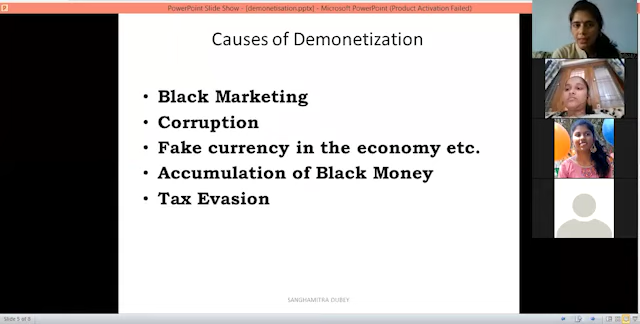 PowerPoint Slide Show - [demonetisation.pptx] - Microsoft PowerPoint (Product Activation Failed)
Causes of Demonetization
• Black Marketing
• Corruption
• Fake currency in the economy etc.
• Accumulation of Black Money
• Tax Evasion
SANGHAMITRA DUBEY
Slide 5 of 8